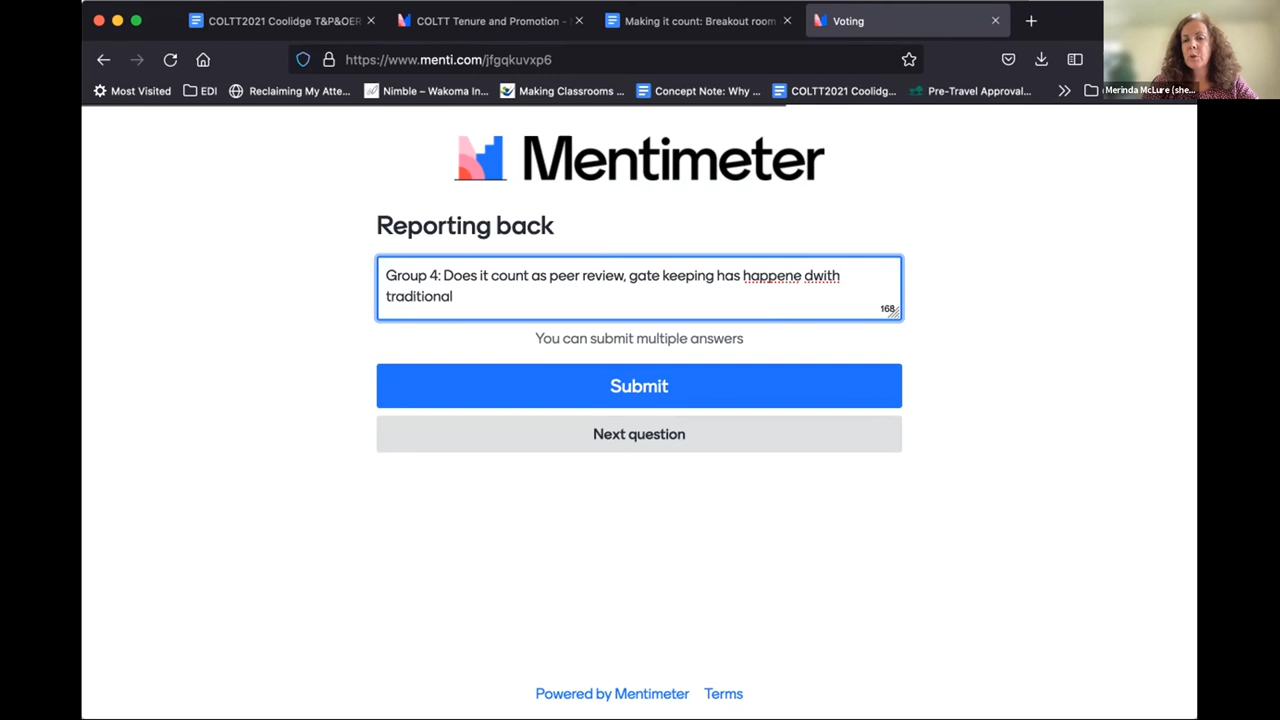 COLTT2021 Coolidge T&P&OER
COLTT Tenure and Promotion -
Making it count: Breakout room
Voting
https://www.menti.com/jfgqkuvxp6
Most Visited
EDI
Reclaiming My Atte...
Nimble – Wakoma In...
Making Classrooms ...
Concept Note: Why ...
COLTT2021 Coolidg...
Pre-Travel Approval...
Merinda McLure (she...
Mentimeter
Reporting back
Group 4: Does it count as peer review, gate keeping has happene dwith
traditional
168
You can submit multiple answers
Submit
Next question
Powered by Mentimeter Terms